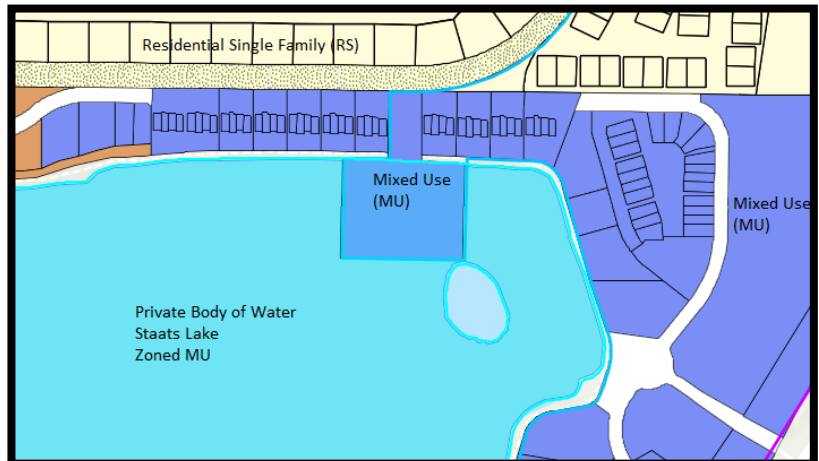 Residential Single Family (RS)
Mixed Use
(MU)
Mixed Use
(MU)
Private Body of Water
Staats Lake
Zoned MU